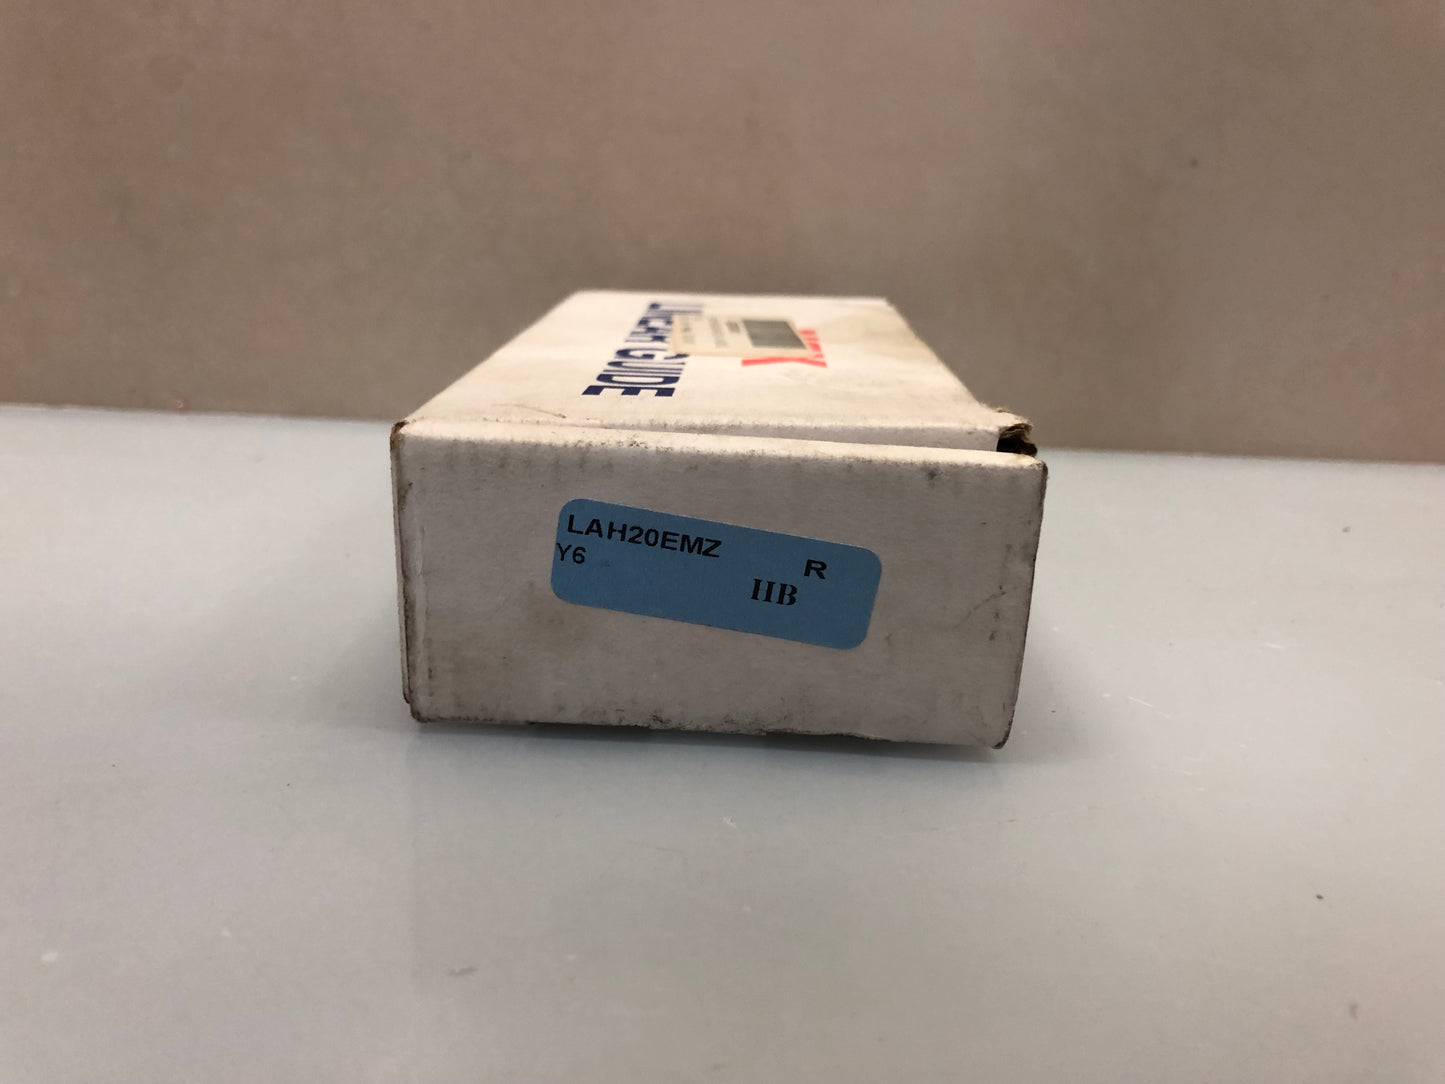 LINEAR GUIDE
LAH20EMZ R
Y6
IIB